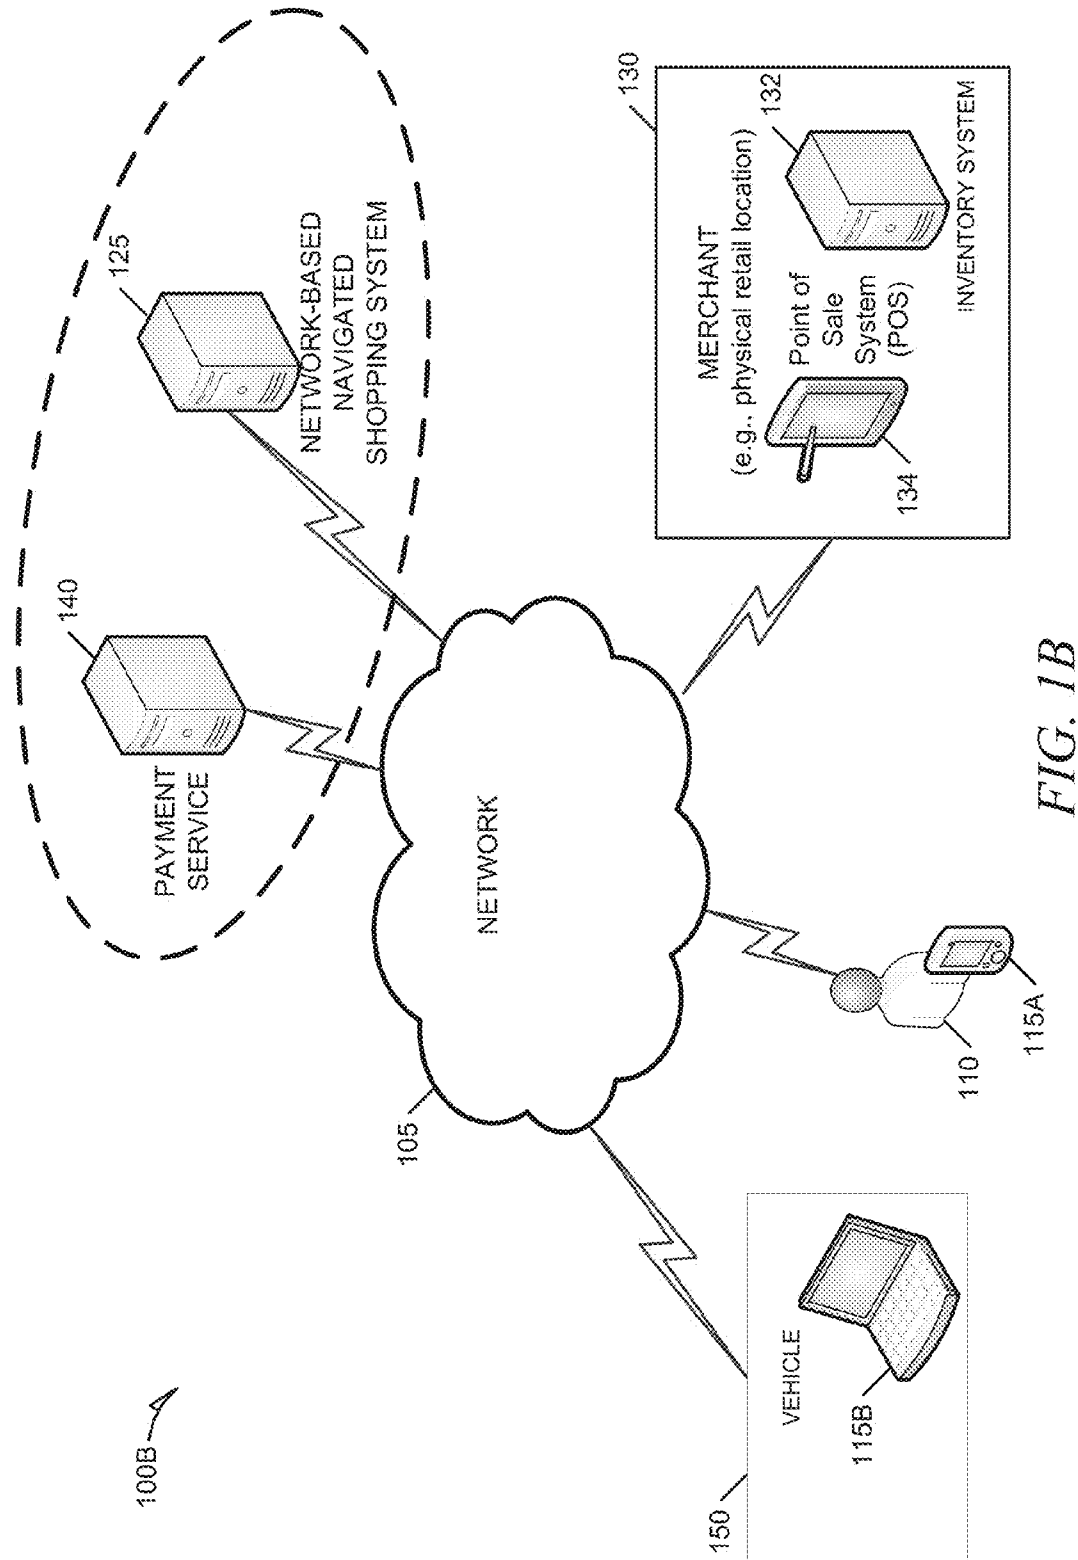 100B
140
PAYMENT
SERVICE
125
NETWORK-BASED
NAVIGATED
SHOPPING SYSTEM
105
NETWORK
150
VEHICLE
115B
110
115A
130
MERCHANT
(e.g., physical retail location)
134
Point of
Sale
System
(POS)
132
INVENTORY SYSTEM
FIG. 1B